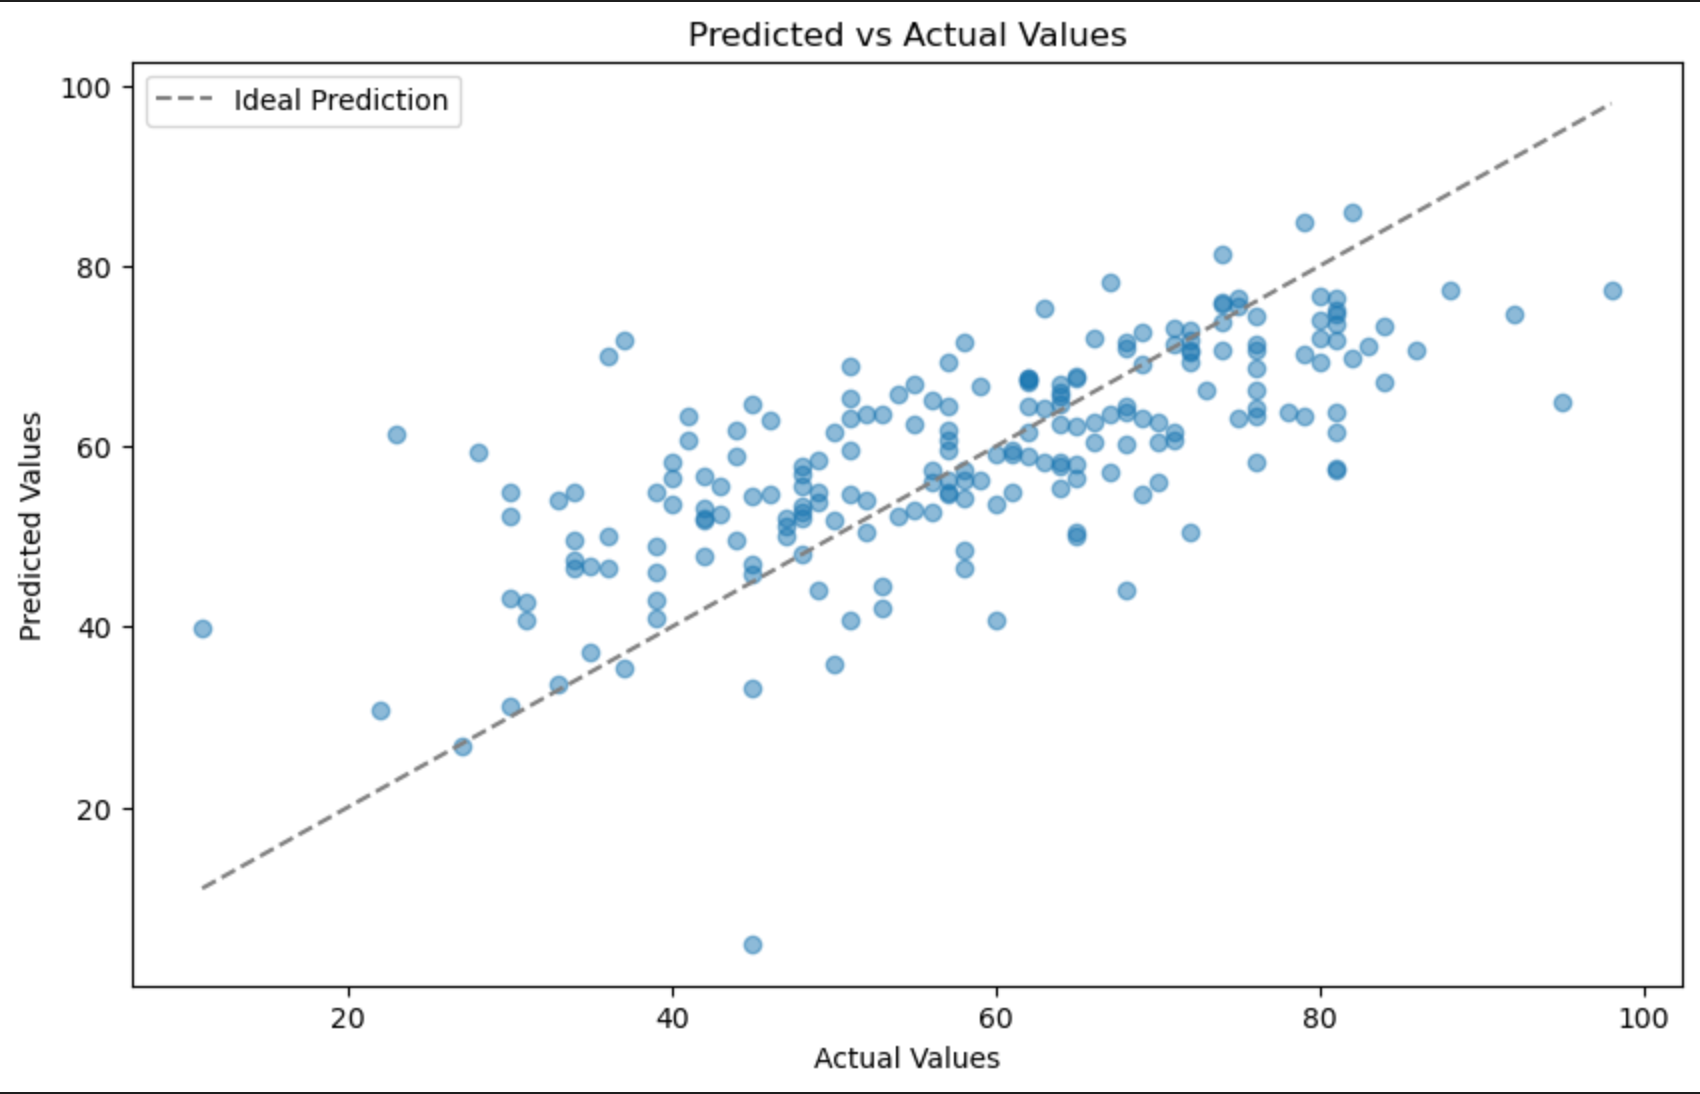 Predicted vs Actual Values
Ideal Prediction
100
80
60
40
20
Predicted Values
20 40 60 80 100
Actual Values